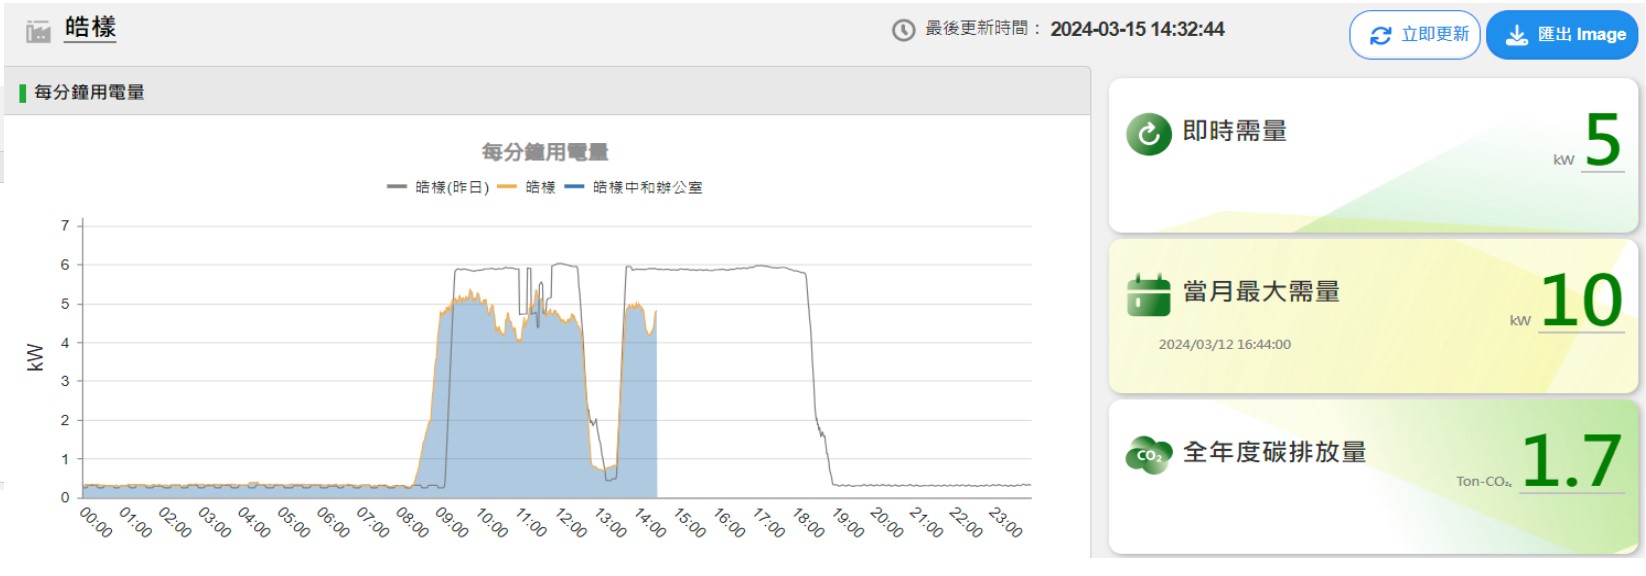 皓樣
最後更新時間： 2024-03-15 14:32:44
立即更新
匯出 Image
每分鐘用電量
每分鐘用電量
皓樣(昨日) 皓樣 皓樣中和辦公室
kW
7
6
5
4
3
2
1
0
00:00 01:00 02:00 03:00 04:00 05:00 06:00 07:00 08:00 09:00 10:00 11:00 12:00 13:00 14:00 15:00 16:00 17:00 18:00 19:00 20:00 21:00 22:00 23:00
即時需量
kW 5
當月最大需量
kW 10
2024/03/12 16:44:00
CO₂
全年度碳排放量
Ton-CO₂ₑ 1.7